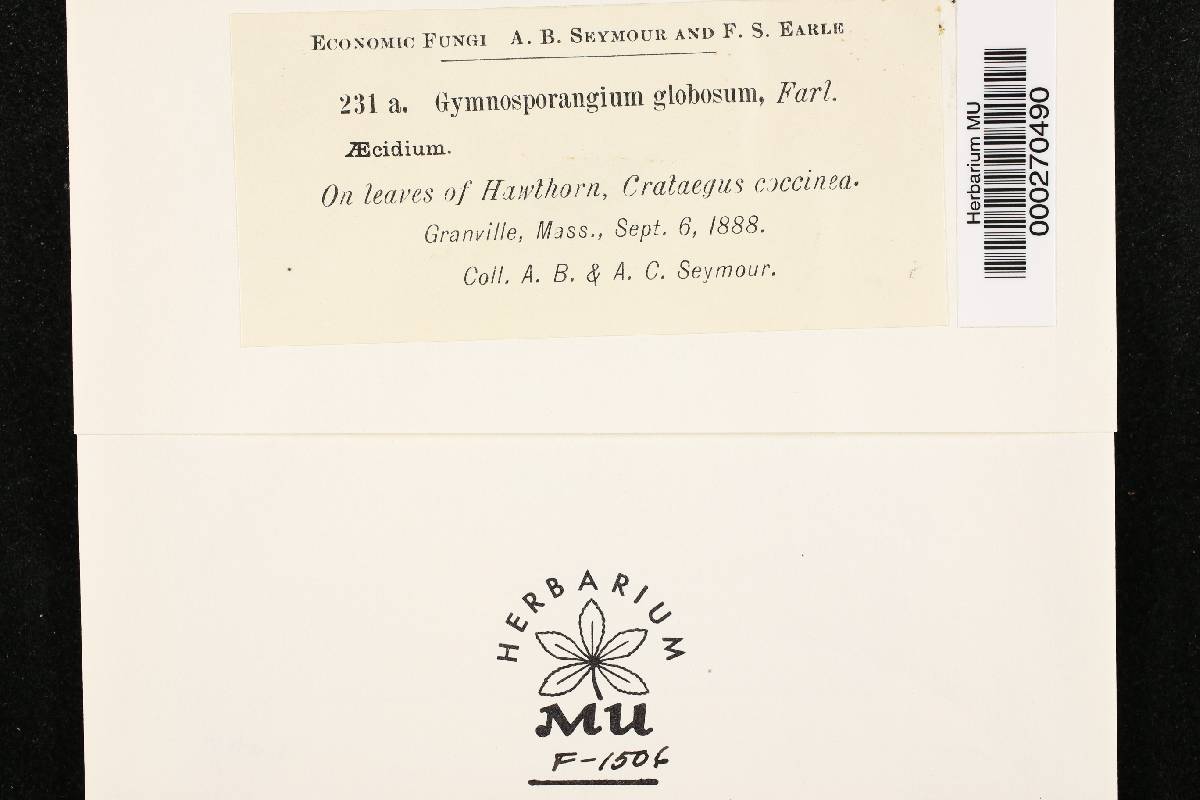 ECONOMIC FUNGI A. B. SEYMOUR AND F. S. EARLE
231 a. Gymnosporangium globosum, Farl.
Æcidium.
On leaves of Hawthorn, Crataegus coccinea.
Granville, Mass., Sept. 6, 1888.
Coll. A. B. & A. C. Seymour.
Herbarium MU
000270490
HERBARIUM
MU
F-1506